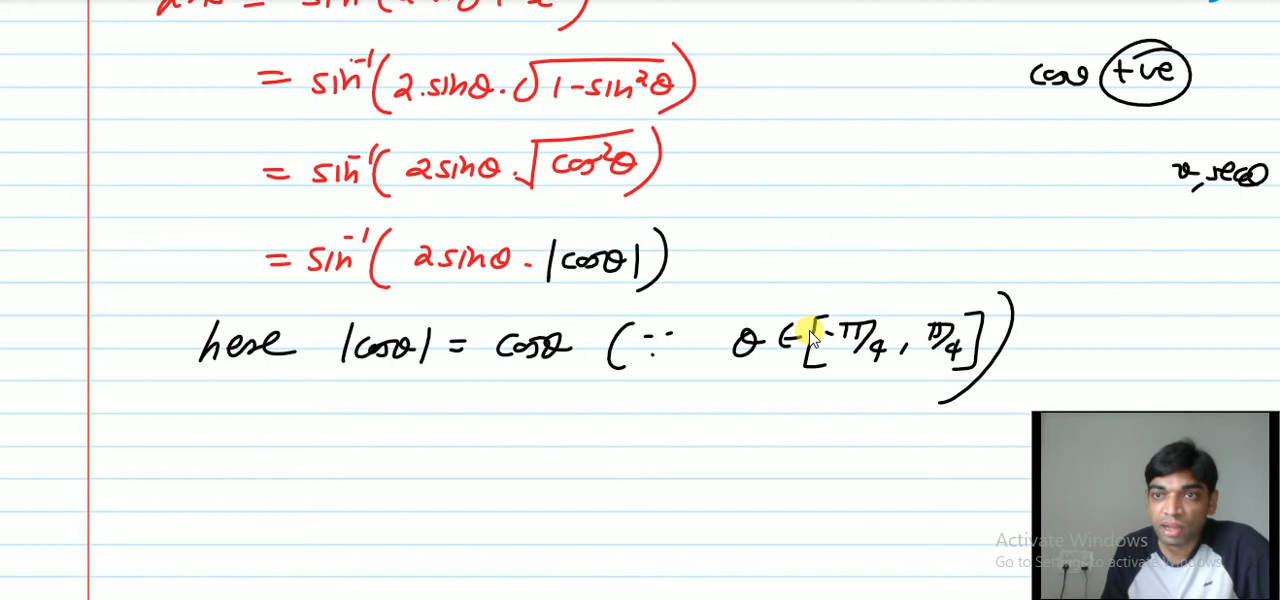 = sin⁻¹(2.sinθ.√1-sin²θ)
cosθ +ve
= sin⁻¹(2sinθ.√cos²θ)
= sin⁻¹(2sinθ.|cosθ|)
here |cosθ| = cosθ (∵ θ ∈ [-π/4, π/4])
Activate Windows
Go to Settings to activate Windows.